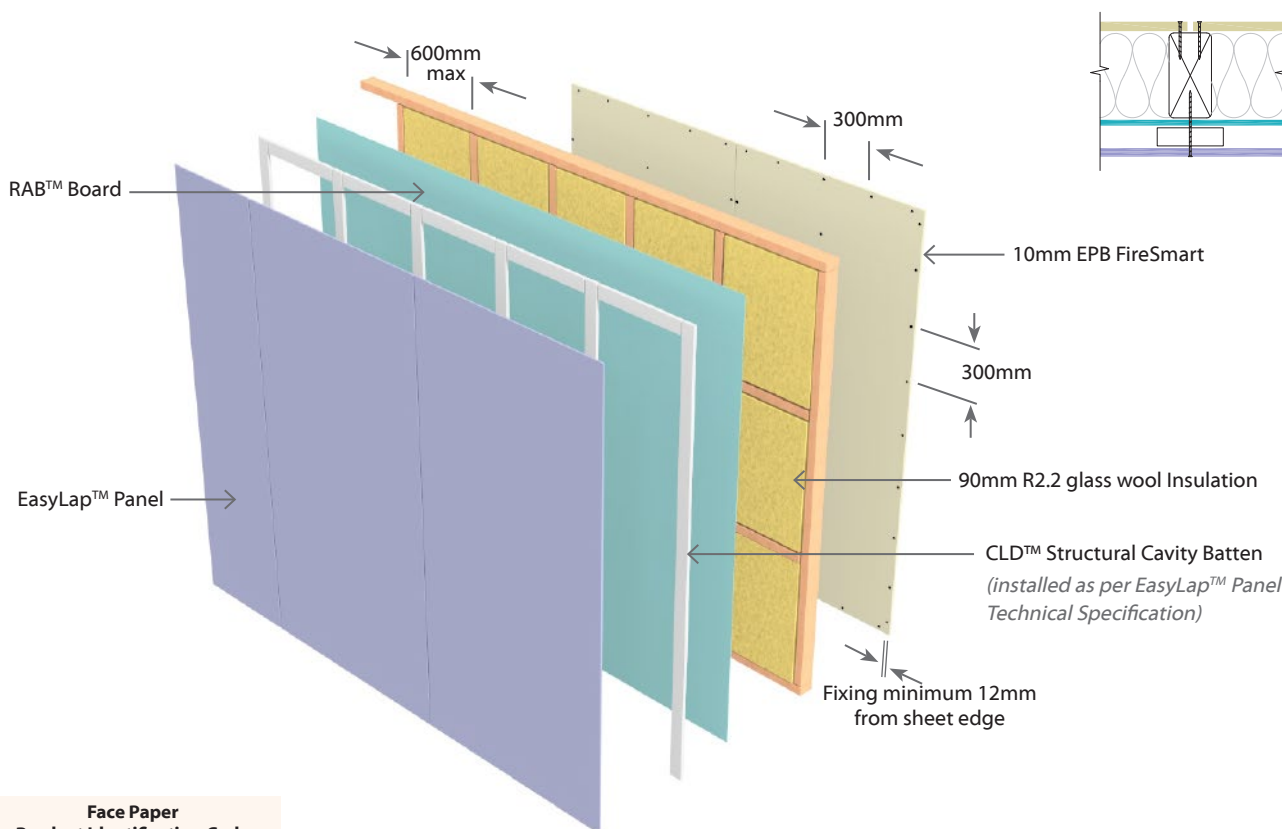 600mm
max
300mm
RAB™ Board
10mm EPB FireSmart
300mm
90mm R2.2 glass wool Insulation
EasyLap™ Panel
CLD™ Structural Cavity Batten
(installed as per EasyLap™ Panel
Technical Specification)
Fixing minimum 12mm
from sheet edge
Face Paper